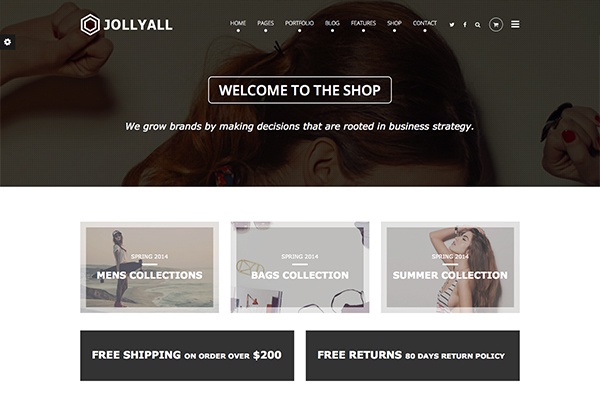 JOLLYALL
HOME PAGES PORTFOLIO BLOG FEATURES SHOP CONTACT
WELCOME TO THE SHOP
We grow brands by making decisions that are rooted in business strategy.
SPRING 2014
MENS COLLECTIONS
SPRING 2014
BAGS COLLECTION
SPRING 2014
SUMMER COLLECTION
FREE SHIPPING ON ORDER OVER $200
FREE RETURNS 80 DAYS RETURN POLICY